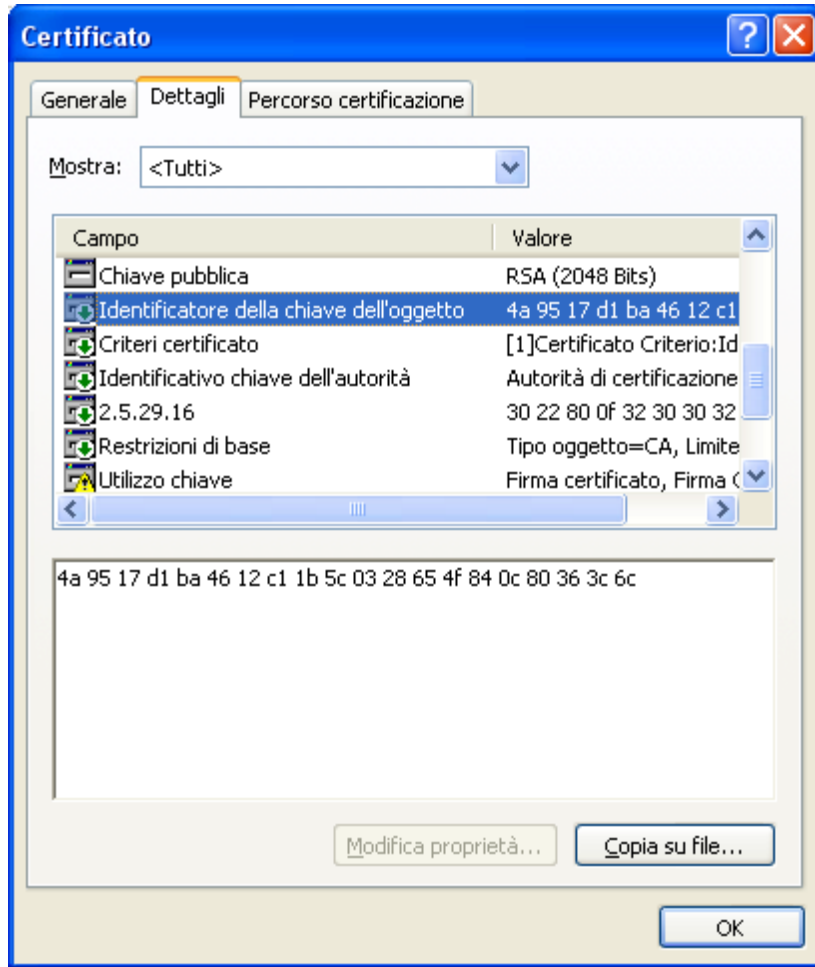 Certificato
Generale Dettagli Percorso certificazione
Mostra: <Tutti>
Campo Valore
Chiave pubblica RSA (2048 Bits)
Identificatore della chiave dell'oggetto 4a 95 17 d1 ba 46 12 c1
Criteri certificato [1]Certificato Criterio:Id
Identificativo chiave dell'autorità Autorità di certificazione
2.5.29.16 30 22 80 0f 32 30 30 32
Restrizioni di base Tipo oggetto=CA, Limite
Utilizzo chiave Firma certificato, Firma C
4a 95 17 d1 ba 46 12 c1 1b 5c 03 28 65 4f 84 0c 80 36 3c 6c
Modifica proprietà... Copia su file...
OK